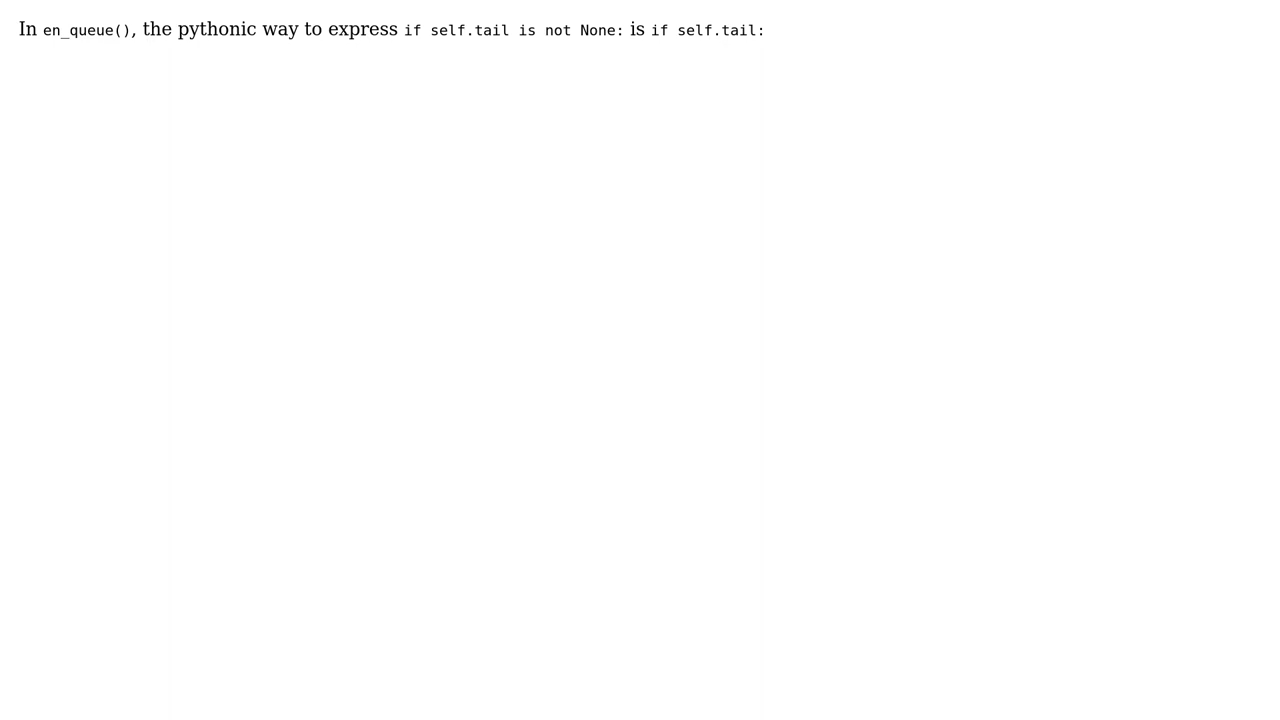 In en_queue(), the pythonic way to express if self.tail is not None: is if self.tail: